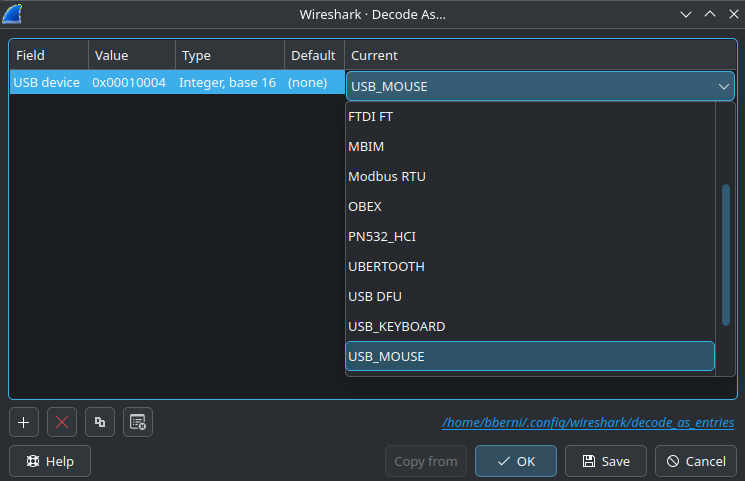 Wireshark · Decode As...
Field Value Type Default Current
USB device 0x00010004 Integer, base 16 (none) USB_MOUSE
FTDI FT
MBIM
Modbus RTU
OBEX
PN532_HCI
UBERTOOTH
USB DFU
USB_KEYBOARD
USB_MOUSE
/home/bberni/.config/wireshark/decode_as_entries
Help Copy from OK Save Cancel